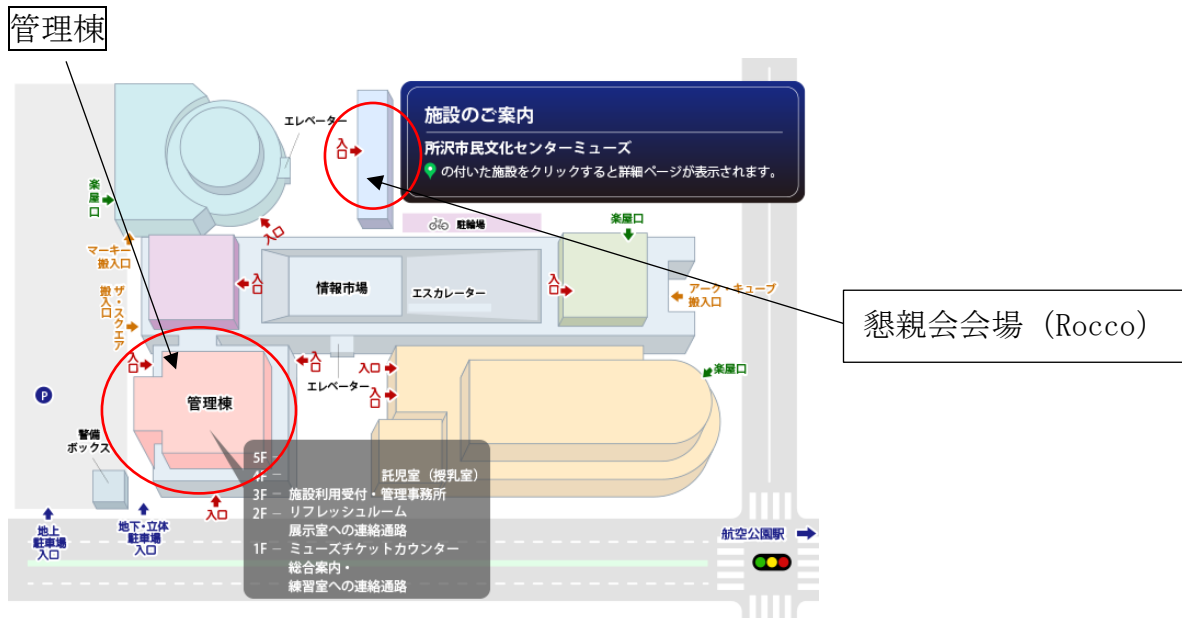 管理棟
施設のご案内
所沢市民文化センターミューズ
の付いた施設をクリックすると詳細ページが表示されます。
エレベーター
入口
楽屋口
入口
駐輪場
楽屋口
マーキー
搬入口
入口
情報市場
エスカレーター
入口
アーク・キューブ
搬入口
ザ・スクエア
搬入口
懇親会会場（Rocco）
入口
入口
エレベーター
入口
入口
楽屋口
P
管理棟
警備
ボックス
5F －
4F －　託児室（授乳室）
3F － 施設利用受付・管理事務所
2F － リフレッシュルーム
展示室への連絡通路
1F － ミューズチケットカウンター
総合案内・
練習室への連絡通路
入口
地上
駐車場
入口
地下・立体
駐車場
入口
航空公園駅